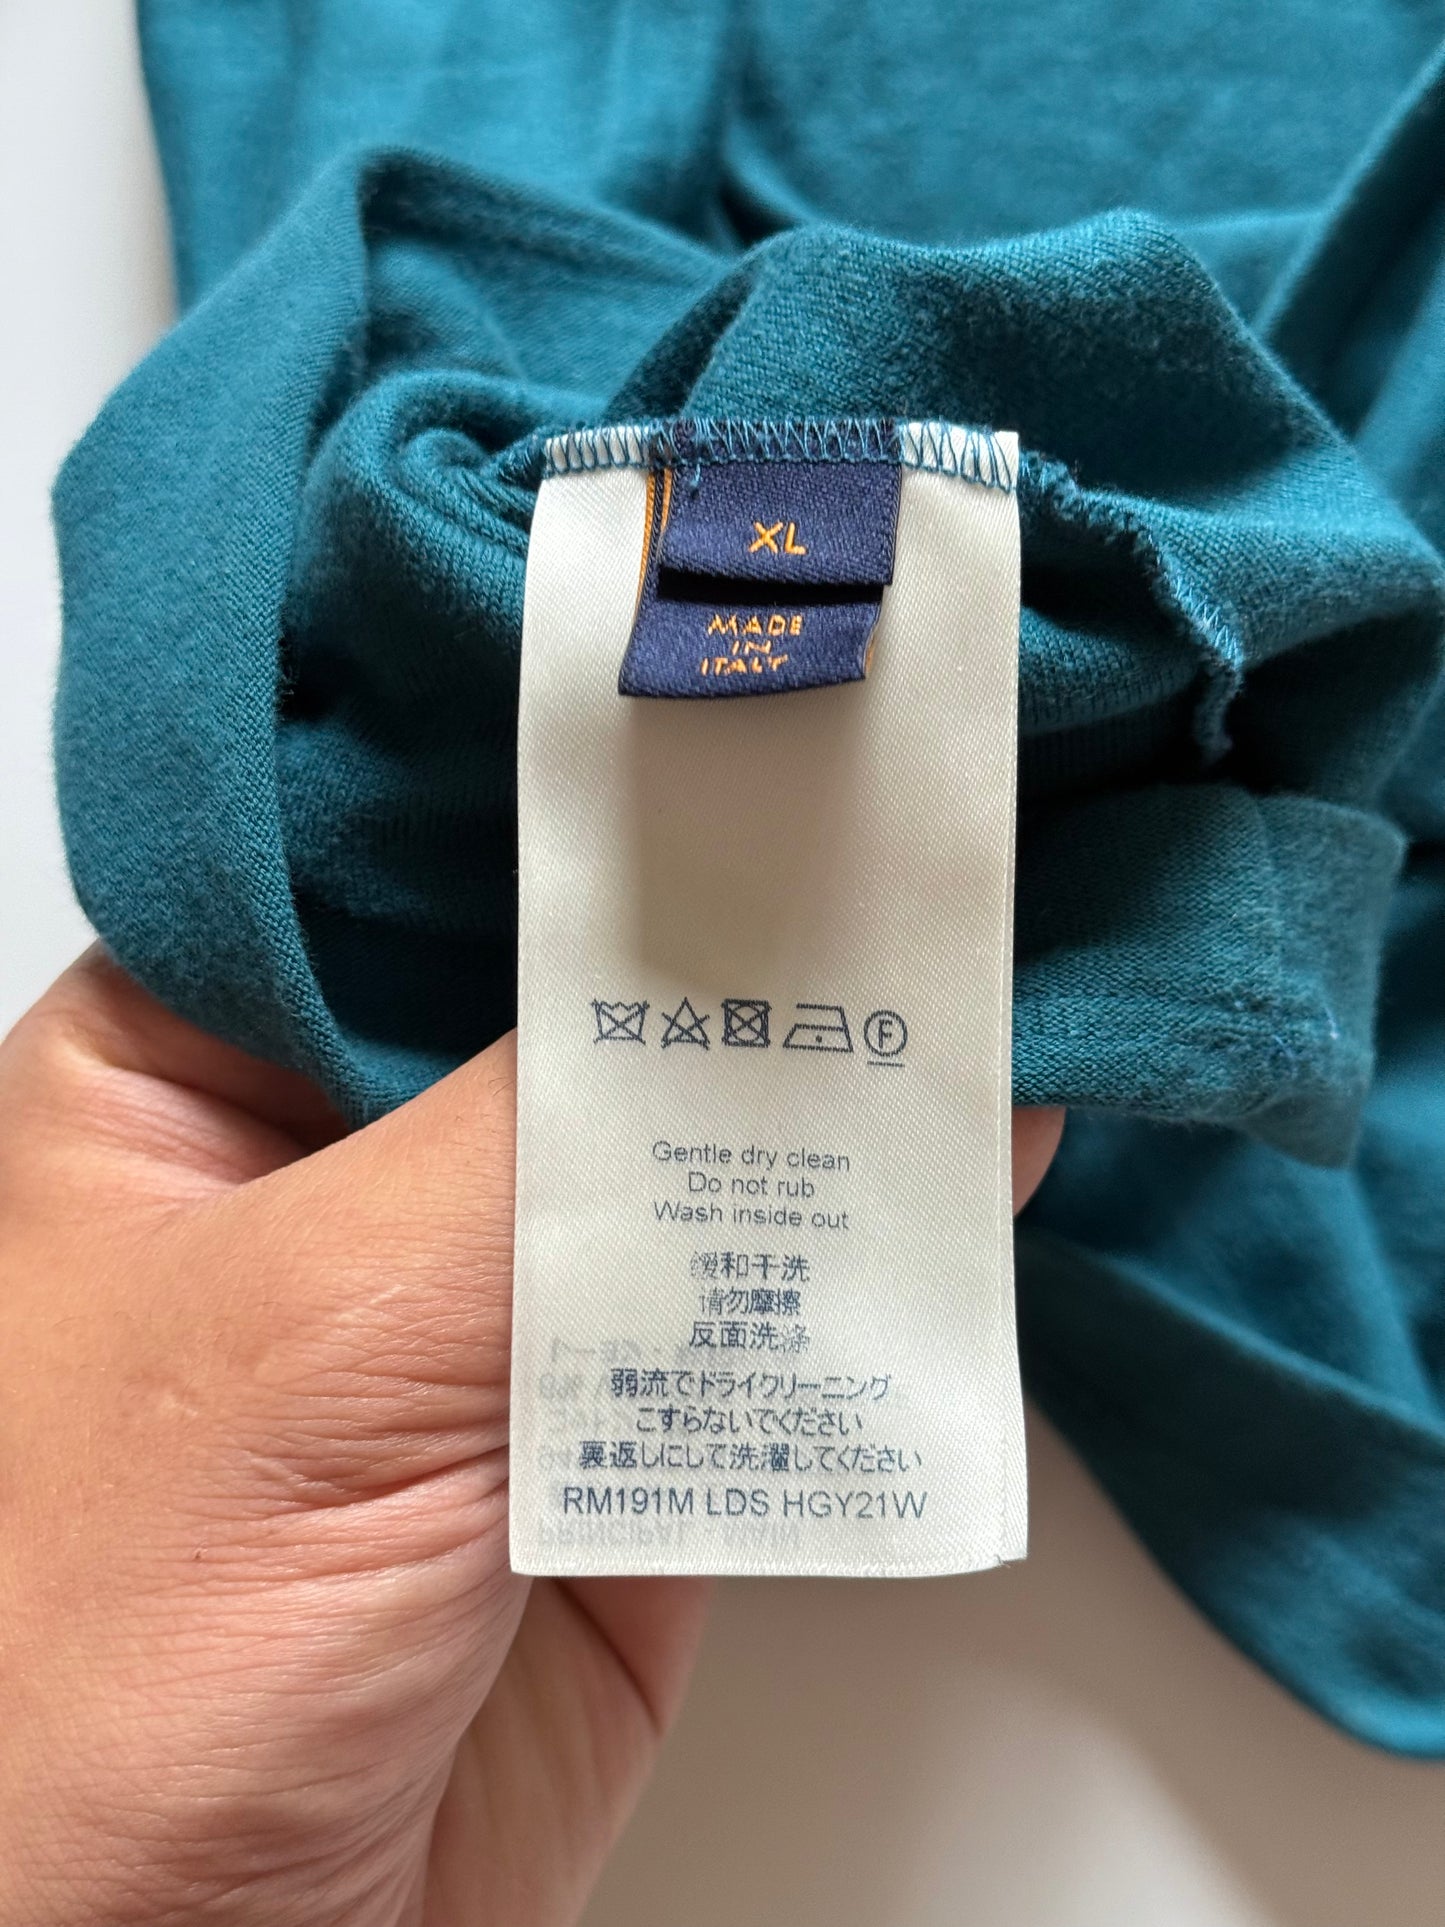 XL
MADE
IN
ITALY
F
Gentle dry clean
Do not rub
Wash inside out
缓和干洗
请勿摩擦
反面洗涤
弱流でドライクリーニング
こすらないでください
裏返しにして洗濯してください
RM191M LDS HGY21W